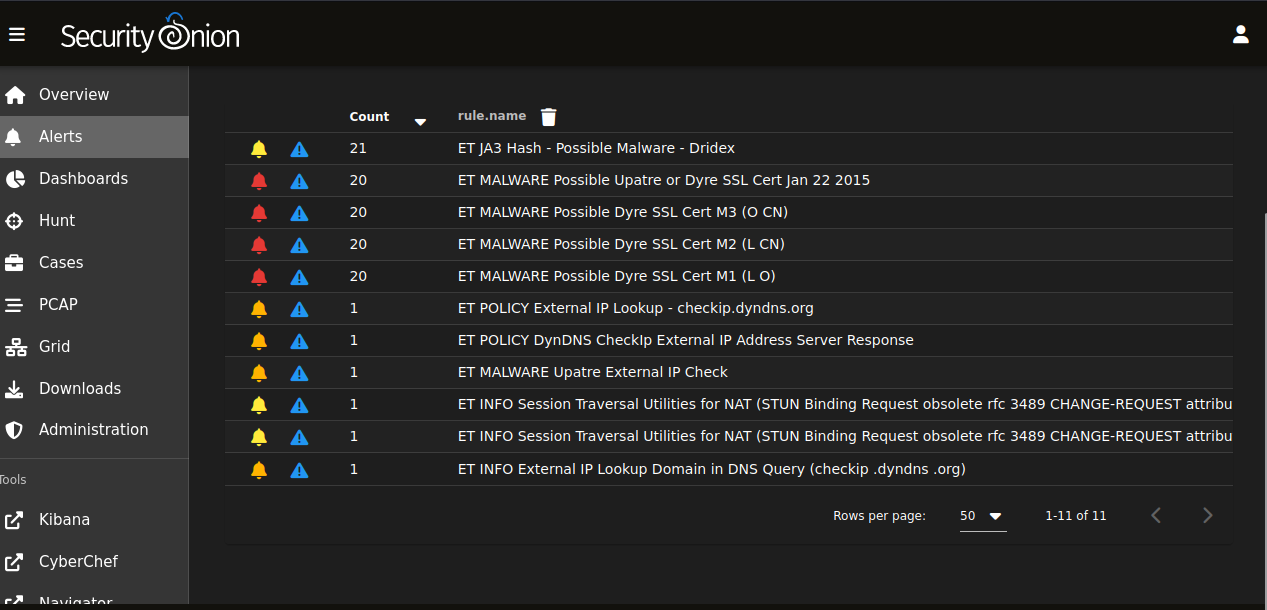 Security Onion
Overview
Alerts
Dashboards
Hunt
Cases
PCAP
Grid
Downloads
Administration
Tools
Kibana
CyberChef
Navigator
Count rule.name
21 ET JA3 Hash - Possible Malware - Dridex
20 ET MALWARE Possible Upatre or Dyre SSL Cert Jan 22 2015
20 ET MALWARE Possible Dyre SSL Cert M3 (O CN)
20 ET MALWARE Possible Dyre SSL Cert M2 (L CN)
20 ET MALWARE Possible Dyre SSL Cert M1 (L O)
1 ET POLICY External IP Lookup - checkip.dyndns.org
1 ET POLICY DynDNS CheckIp External IP Address Server Response
1 ET MALWARE Upatre External IP Check
1 ET INFO Session Traversal Utilities for NAT (STUN Binding Request obsolete rfc 3489 CHANGE-REQUEST attribu
1 ET INFO Session Traversal Utilities for NAT (STUN Binding Request obsolete rfc 3489 CHANGE-REQUEST attribu
1 ET INFO External IP Lookup Domain in DNS Query (checkip .dyndns .org)
Rows per page: 50 1-11 of 11